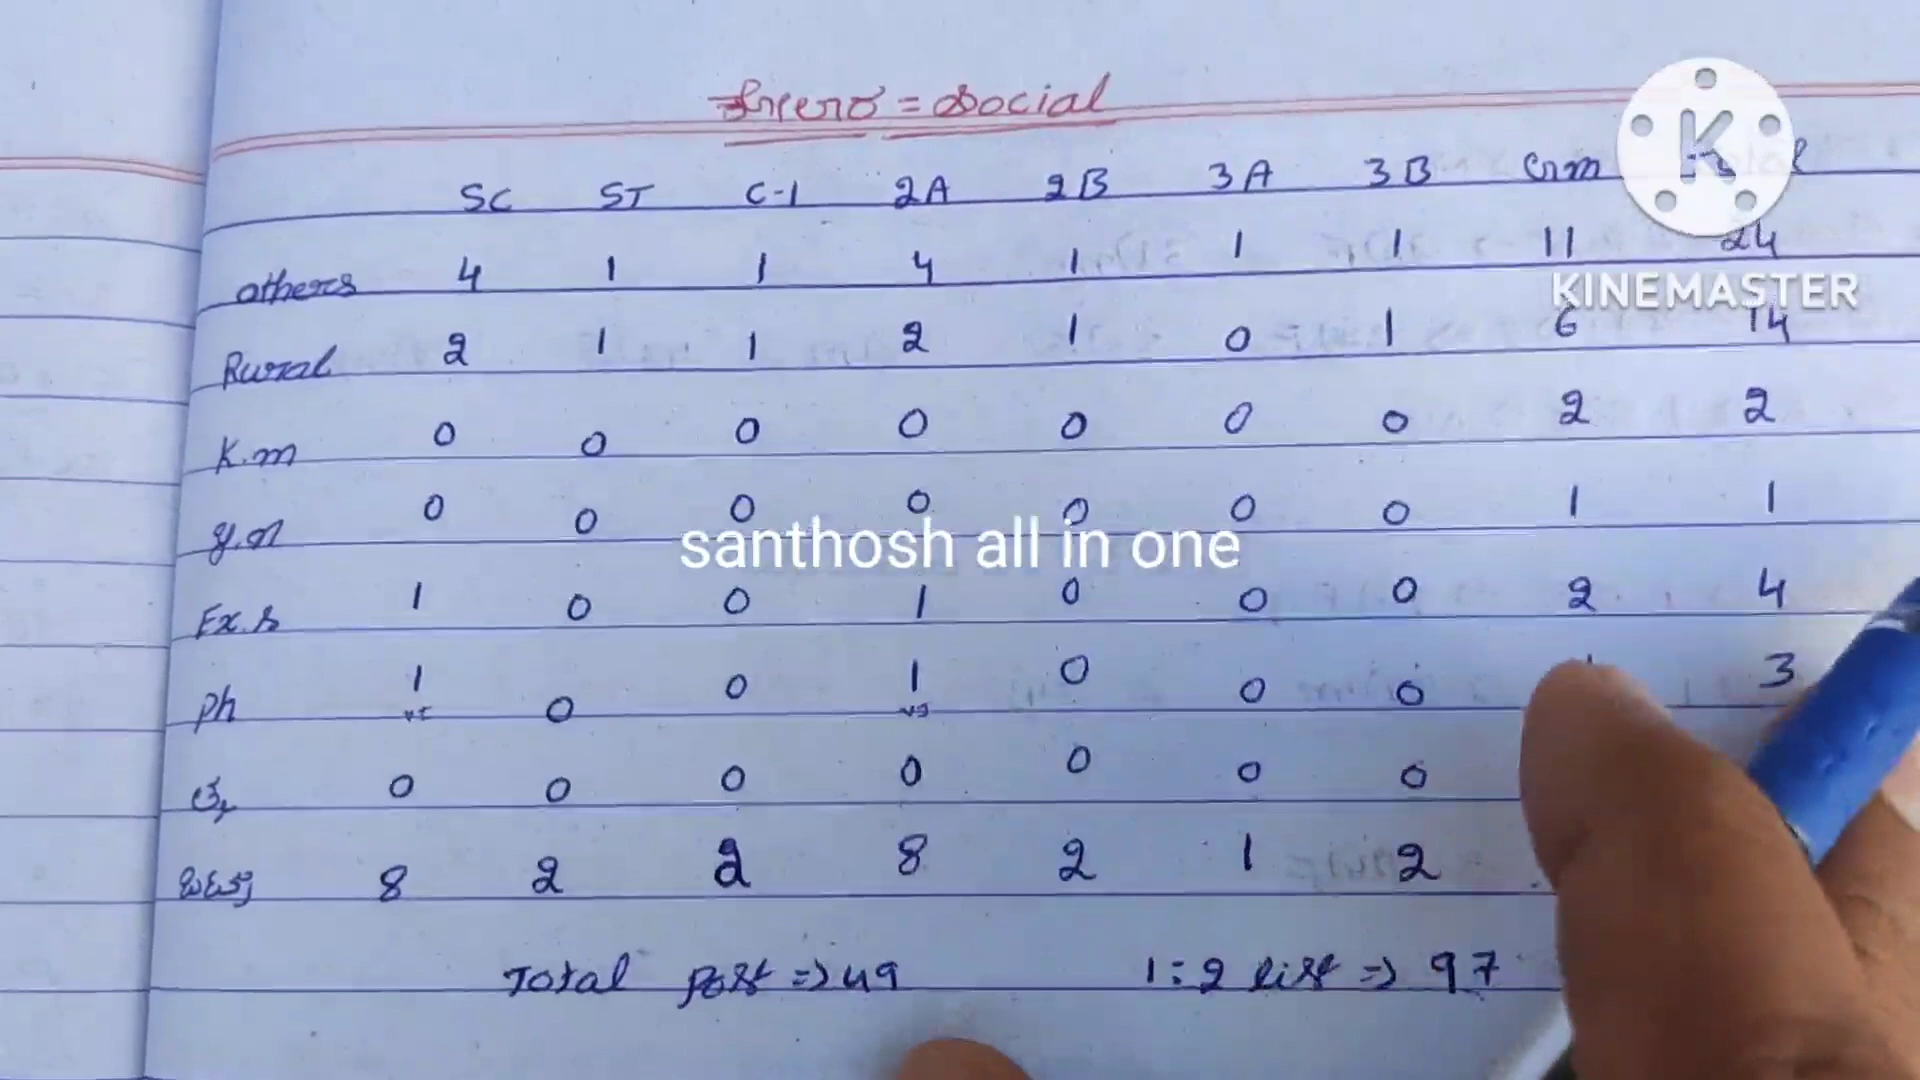 ಕೋಲಾರ = Social
SC ST C-1 2A 2B 3A 3B Gm
others 4 1 1 4 1 1 1 11 24
Rural 2 1 1 2 1 0 1 6 14
K.m 0 0 0 0 0 0 0 2 2
y.n 0 0 0 0 0 0 0 1 1
Ex.s 1 0 0 1 0 0 0 2 4
Ph 1 0 0 1 0 0 0 3
0 0 0 0 0 0 0
ಒಟ್ಟು 8 2 2 8 2 1 2
Total Post => 49 1:2 list => 97
K
KINEMASTER
santhosh all in one